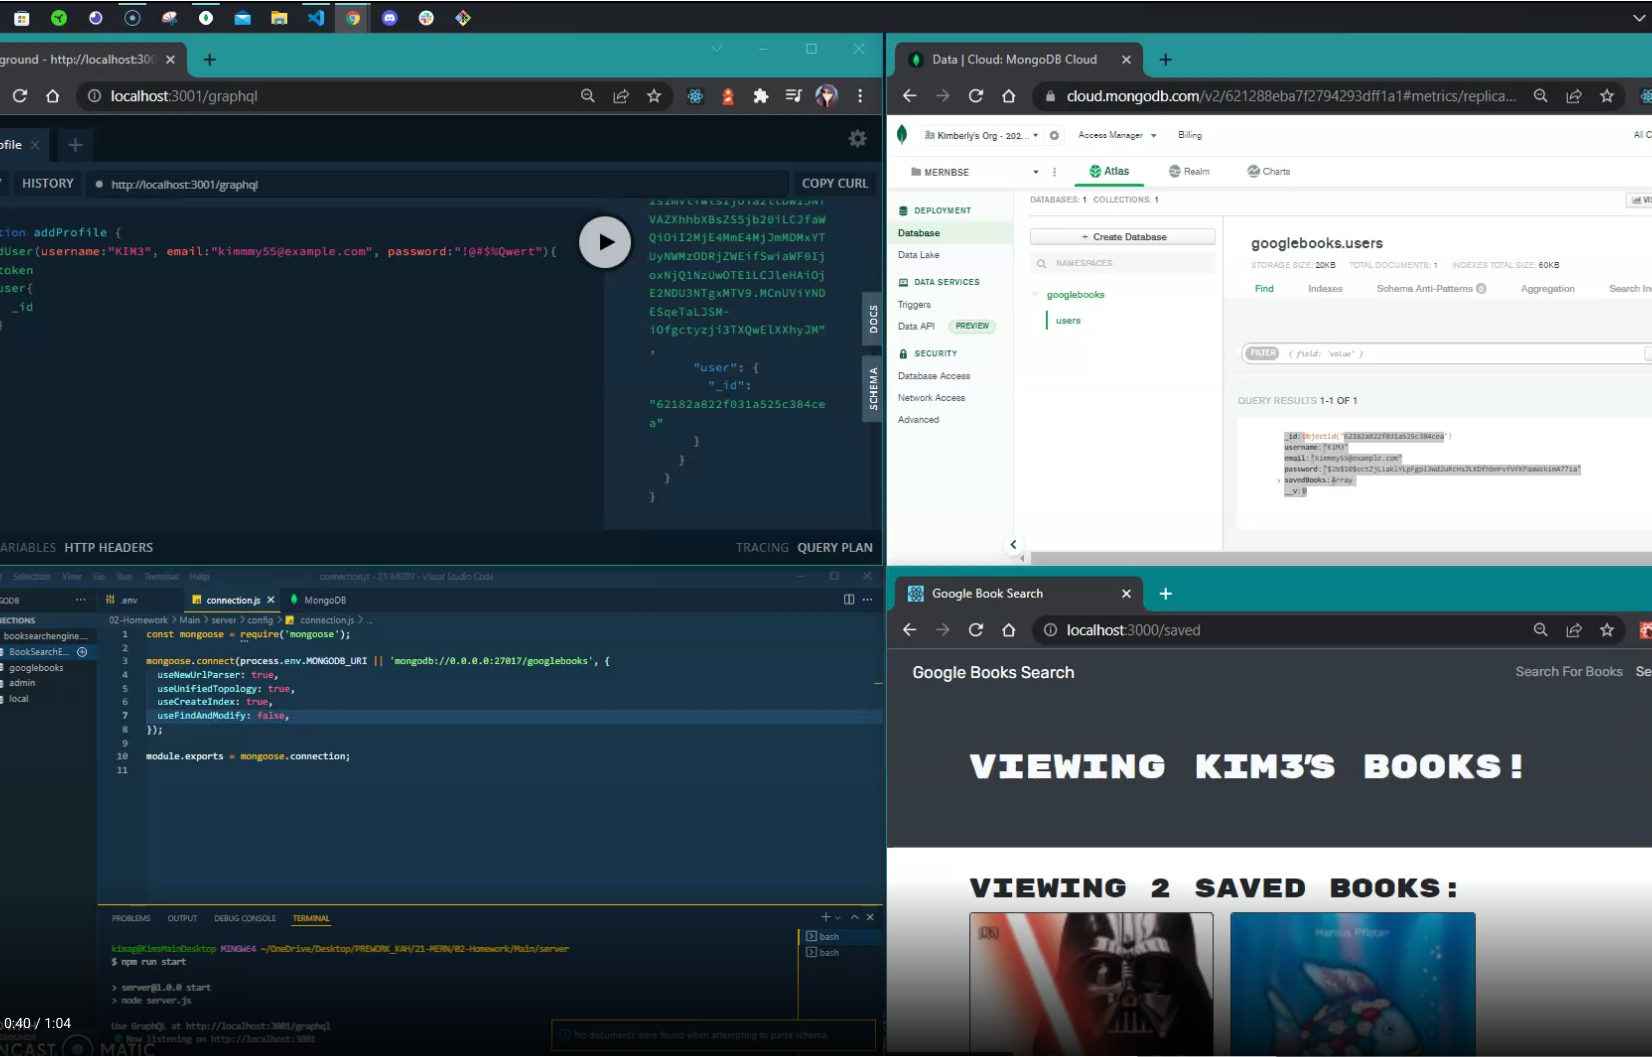 ground - http://localhost:300
localhost:3001/graphql
ofile
HISTORY
http://localhost:3001/graphql
COPY CURL
tion addProfile {
dUser(username:"KIM3", email:"kimmmy55@example.com", password:"!@#$%Qwert"){
token
user{
_id
}
VAZXhhbXBsZS5jb20iLCJfaW
E2NDU3NTgxMTV9.MCnUViYND
ESqeTaLJSM-
iOfgctyzji3TXQwElXXhyJM"
,
"user": {
"_id":
"62182a822f031a525c384ce
a"
}
}
}
}
DOCS
SCHEMA
ARIABLES HTTP HEADERS
TRACING QUERY PLAN
Data | Cloud: MongoDB Cloud
cloud.mongodb.com/v2/621288eba7f2794293dff1a1#metrics/replica...
Kimberly's Org - 202...
Access Manager
Billing
All C
MERNBSE
Atlas
Realm
Charts
DATABASES: 1 COLLECTIONS: 1
VIS
DEPLOYMENT
Database
Data Lake
DATA SERVICES
Triggers
Data API PREVIEW
SECURITY
Database Access
Network Access
Advanced
+ Create Database
NAMESPACES
googlebooks
users
googlebooks.users
STORAGE SIZE: 20KB TOTAL DOCUMENTS: 1 INDEXES TOTAL SIZE: 60KB
Find Indexes Schema Anti-Patterns 0 Aggregation Search In
FILTER { field: 'value' }
QUERY RESULTS 1-1 OF 1
_id: ObjectId("62182a822f031a525c384cea")
username: "KIM3"
email: "kimmmy55@example.com"
savedBooks: Array
__v: 0
Selection View Go Run Terminal Help
connection.js - 21-MERN - Visual Studio Code
GODB
.env
connection.js
MongoDB
ECTIONS
booksearchengine....
BookSearchE...
googlebooks
admin
local
02-Homework > Main > server > config > connection.js > ...
1 const mongoose = require('mongoose');
2
3 mongoose.connect(process.env.MONGODB_URI || 'mongodb://0.0.0.0:27017/googlebooks', {
4 useNewUrlParser: true,
5 useUnifiedTopology: true,
6 useCreateIndex: true,
7 useFindAndModify: false,
8 });
9
10 module.exports = mongoose.connection;
11
PROBLEMS OUTPUT DEBUG CONSOLE TERMINAL
bash
bash
kimag@KimsMainDesktop MINGW64 ~/OneDrive/Desktop/PREWORK_KAH/21-MERN/02-Homework/Main/server
$ npm run start
> server@1.0.0 start
> node server.js
Use GraphQL at http://localhost:3001/graphql
Now listening on http://localhost:3001
No documents were found when attempting to parse schema.
0:40 / 1:04
NCAST MATIC
Google Book Search
localhost:3000/saved
Google Books Search
Search For Books
Se
VIEWING KIM3'S BOOKS!
VIEWING 2 SAVED BOOKS:
DK
Marcus Pfister